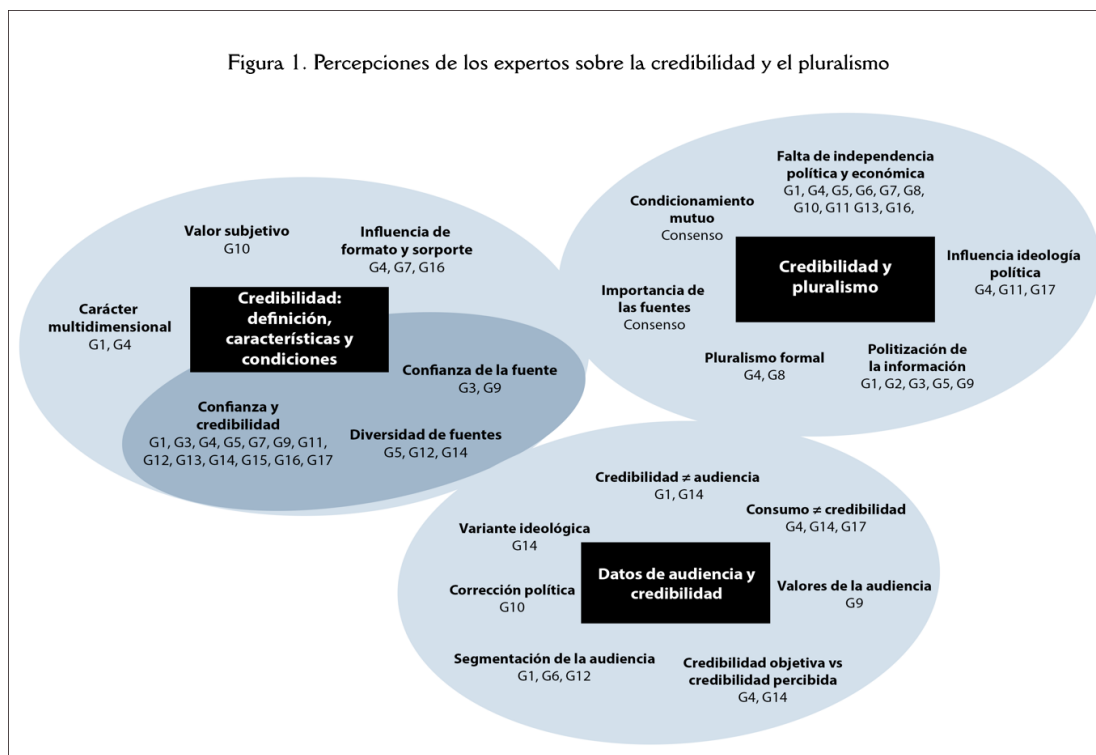 Figura 1. Percepciones de los expertos sobre la credibilidad y el pluralismo
Valor subjetivo
G10
Influencia de
formato y sorporte
G4, G7, G16
Carácter
multidimensional
G1, G4
Credibilidad:
definición,
características y
condiciones
Confianza de la fuente
G3, G9
Confianza y
credibilidad
G1, G3, G4, G5, G7, G9, G11,
G12, G13, G14, G15, G16, G17
Diversidad de fuentes
G5, G12, G14
Falta de independencia
política y económica
G1, G4, G5, G6, G7, G8,
G10, G11 G13, G16,
Condicionamiento
mutuo
Consenso
Credibilidad y
pluralismo
Influencia ideología
política
G4, G11, G17
Importancia de
las fuentes
Consenso
Pluralismo formal
G4, G8
Politización de
la información
G1, G2, G3, G5, G9
Credibilidad ≠ audiencia
G1, G14
Consumo ≠ credibilidad
G4, G14, G17
Variante ideológica
G14
Datos de audiencia y
credibilidad
Corrección política
G10
Valores de la audiencia
G9
Segmentación de la audiencia
G1, G6, G12
Credibilidad objetiva vs
credibilidad percibida
G4, G14